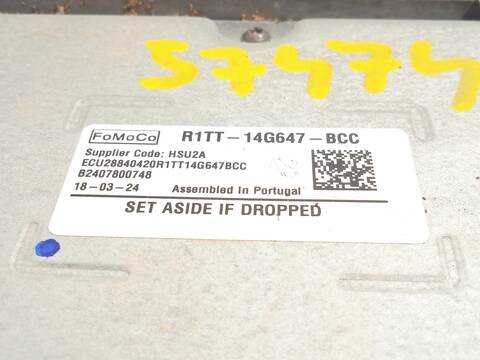 57474
FoMoCo
R1TT-14G647-BCC
Supplier Code: HSU2A
ECU28840420R1TT14G647BCC
B2407800748
18-03-24 Assembled In Portugal
SET ASIDE IF DROPPED